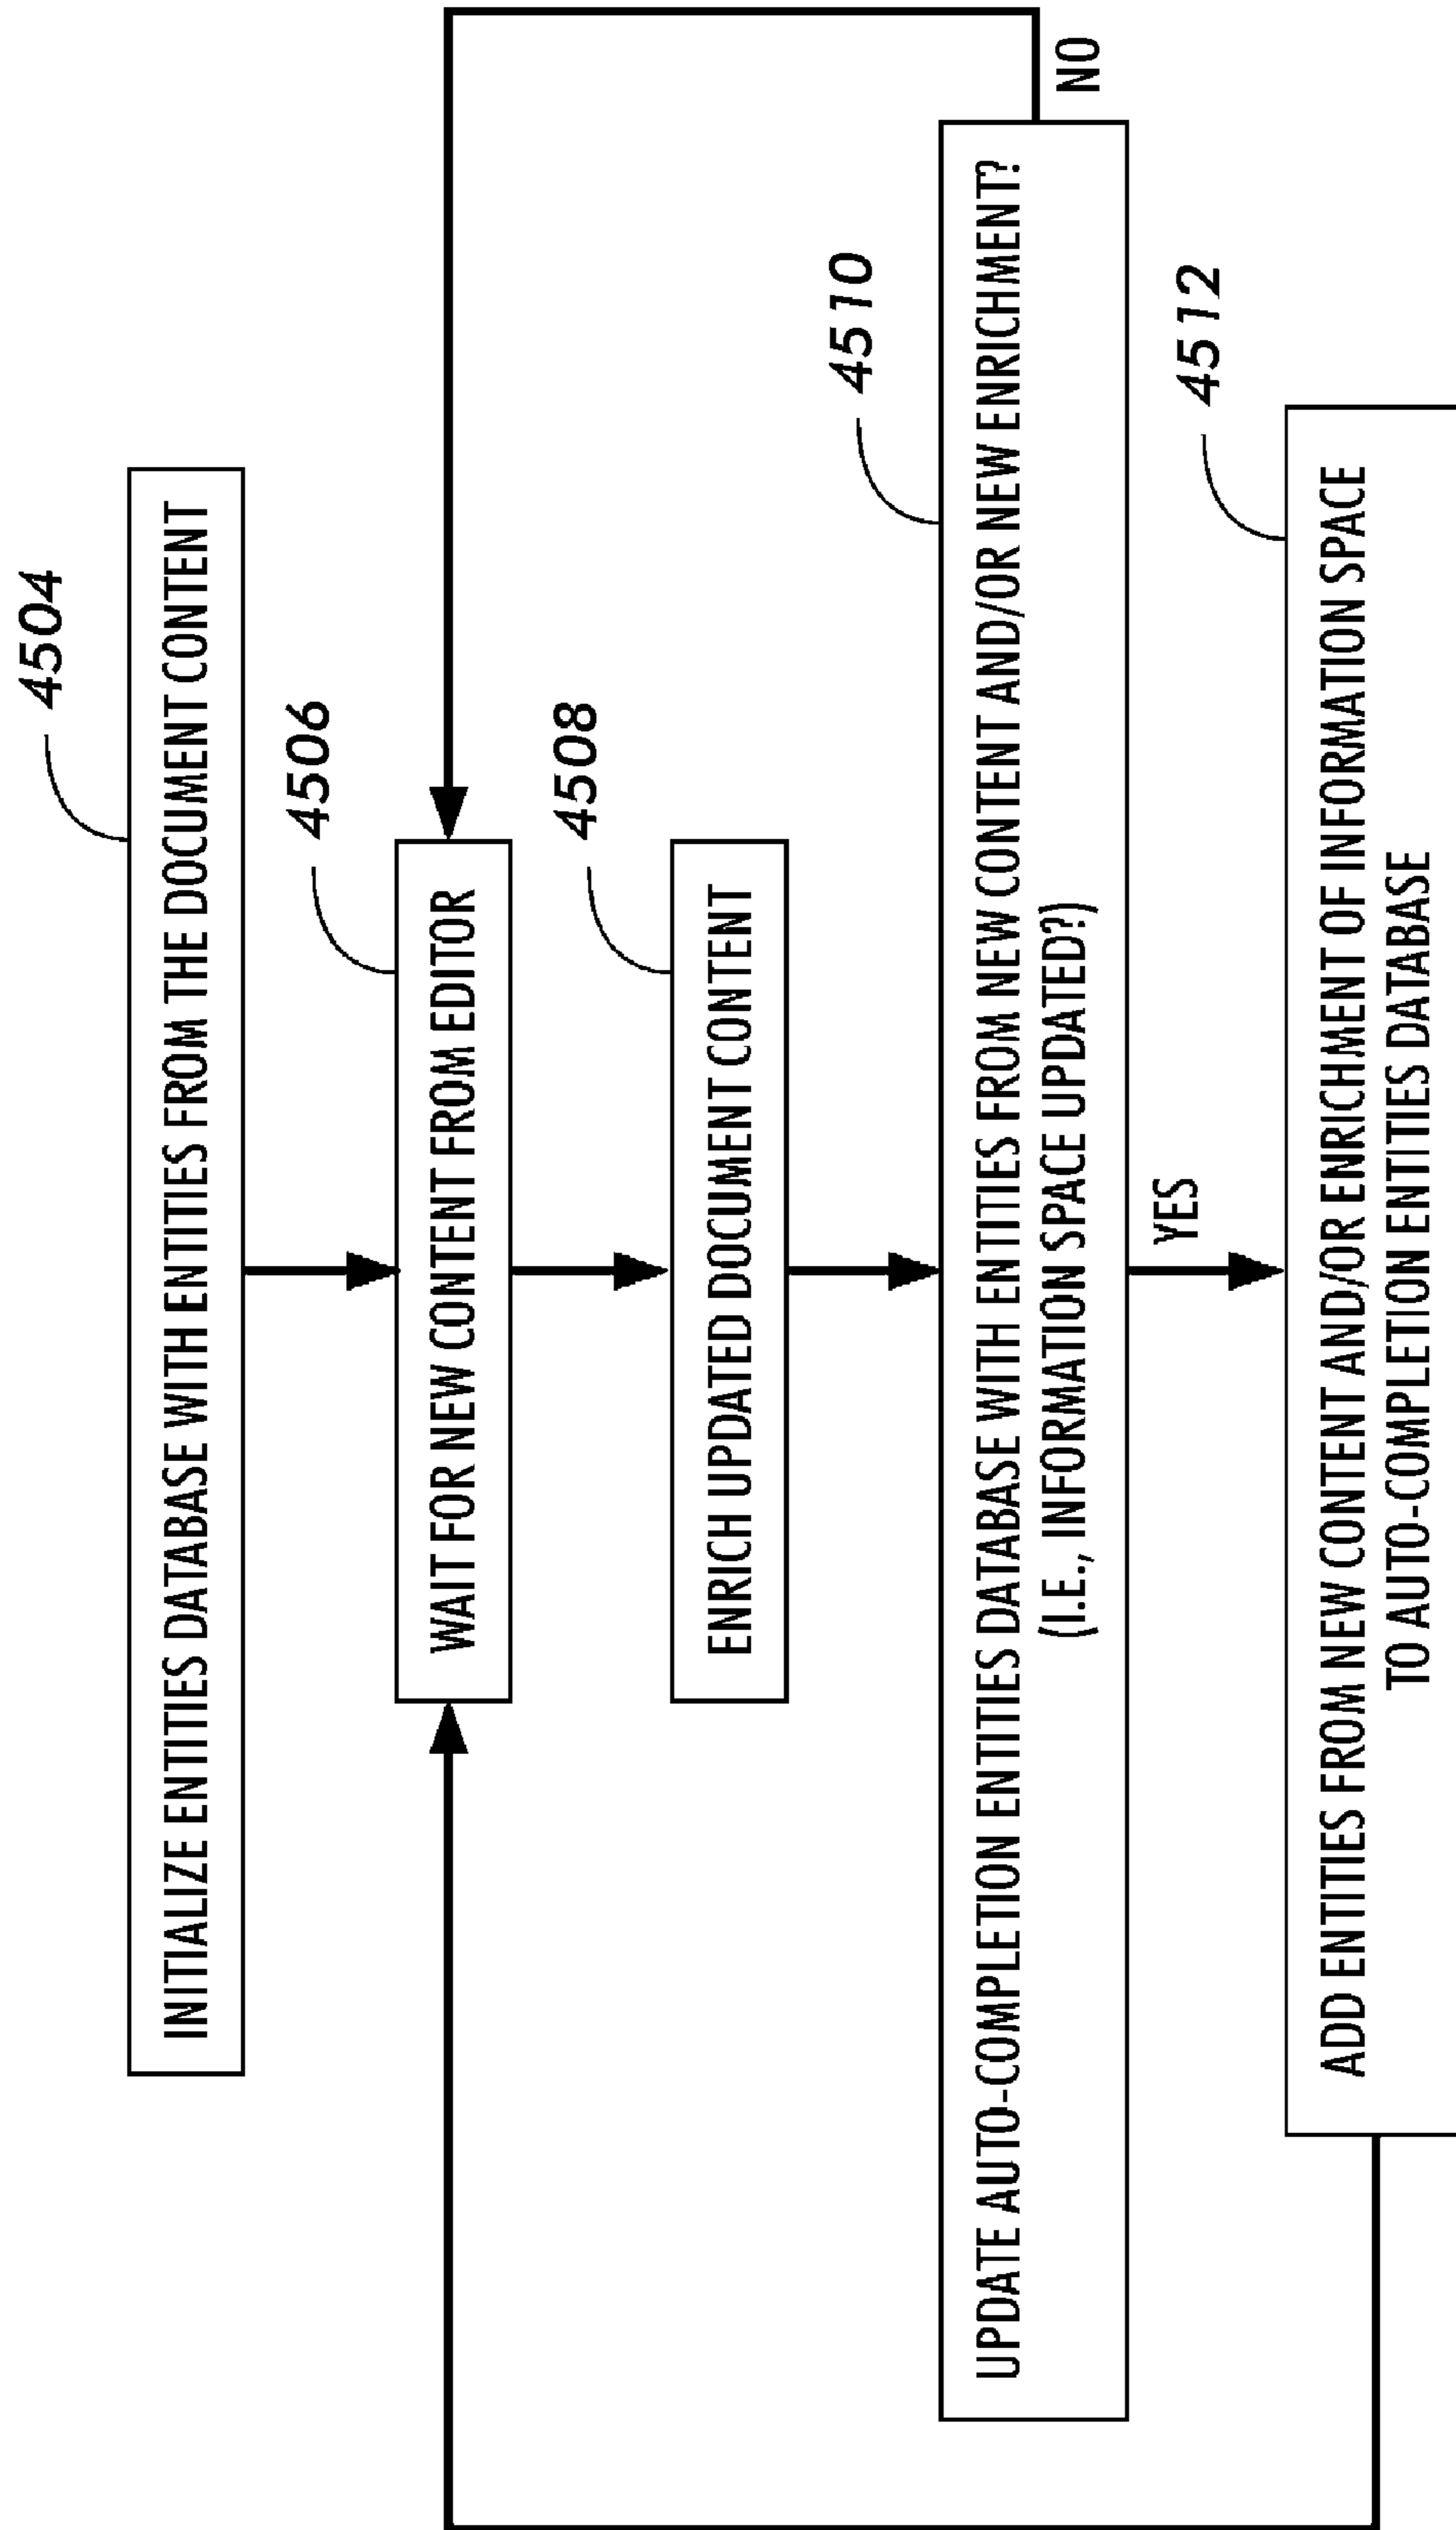 4504
INITIALIZE ENTITIES DATABASE WITH ENTITIES FROM THE DOCUMENT CONTENT
4506
WAIT FOR NEW CONTENT FROM EDITOR
4508
ENRICH UPDATED DOCUMENT CONTENT
4510
UPDATE AUTO-COMPLETION ENTITIES DATABASE WITH ENTITIES FROM NEW CONTENT AND/OR NEW ENRICHMENT?
(I.E., INFORMATION SPACE UPDATED?)
NO
YES
4512
ADD ENTITIES FROM NEW CONTENT AND/OR ENRICHMENT OF INFORMATION SPACE
TO AUTO-COMPLETION ENTITIES DATABASE